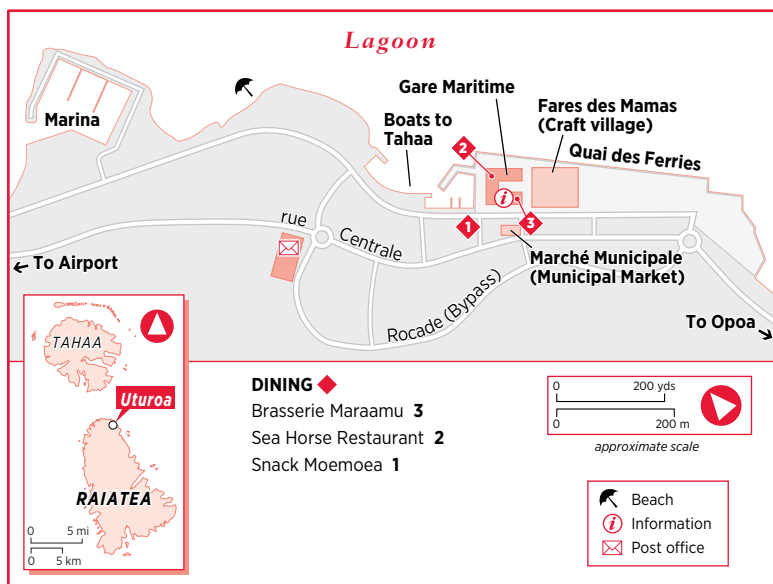 Lagoon
Marina
Gare Maritime
Boats to
Tahaa
Fares des Mamas
(Craft village)
Quai des Ferries
2
i
1
3
rue Centrale
Marché Municipale
(Municipal Market)
To Airport
Rocade (Bypass)
To Opoa
TAHAA
Uturoa
RAIATEA
0 5 mi
0 5 km
DINING
Brasserie Maraamu 3
Sea Horse Restaurant 2
Snack Moemoea 1
0 200 yds
0 200 m
approximate scale
Beach
i Information
Post office